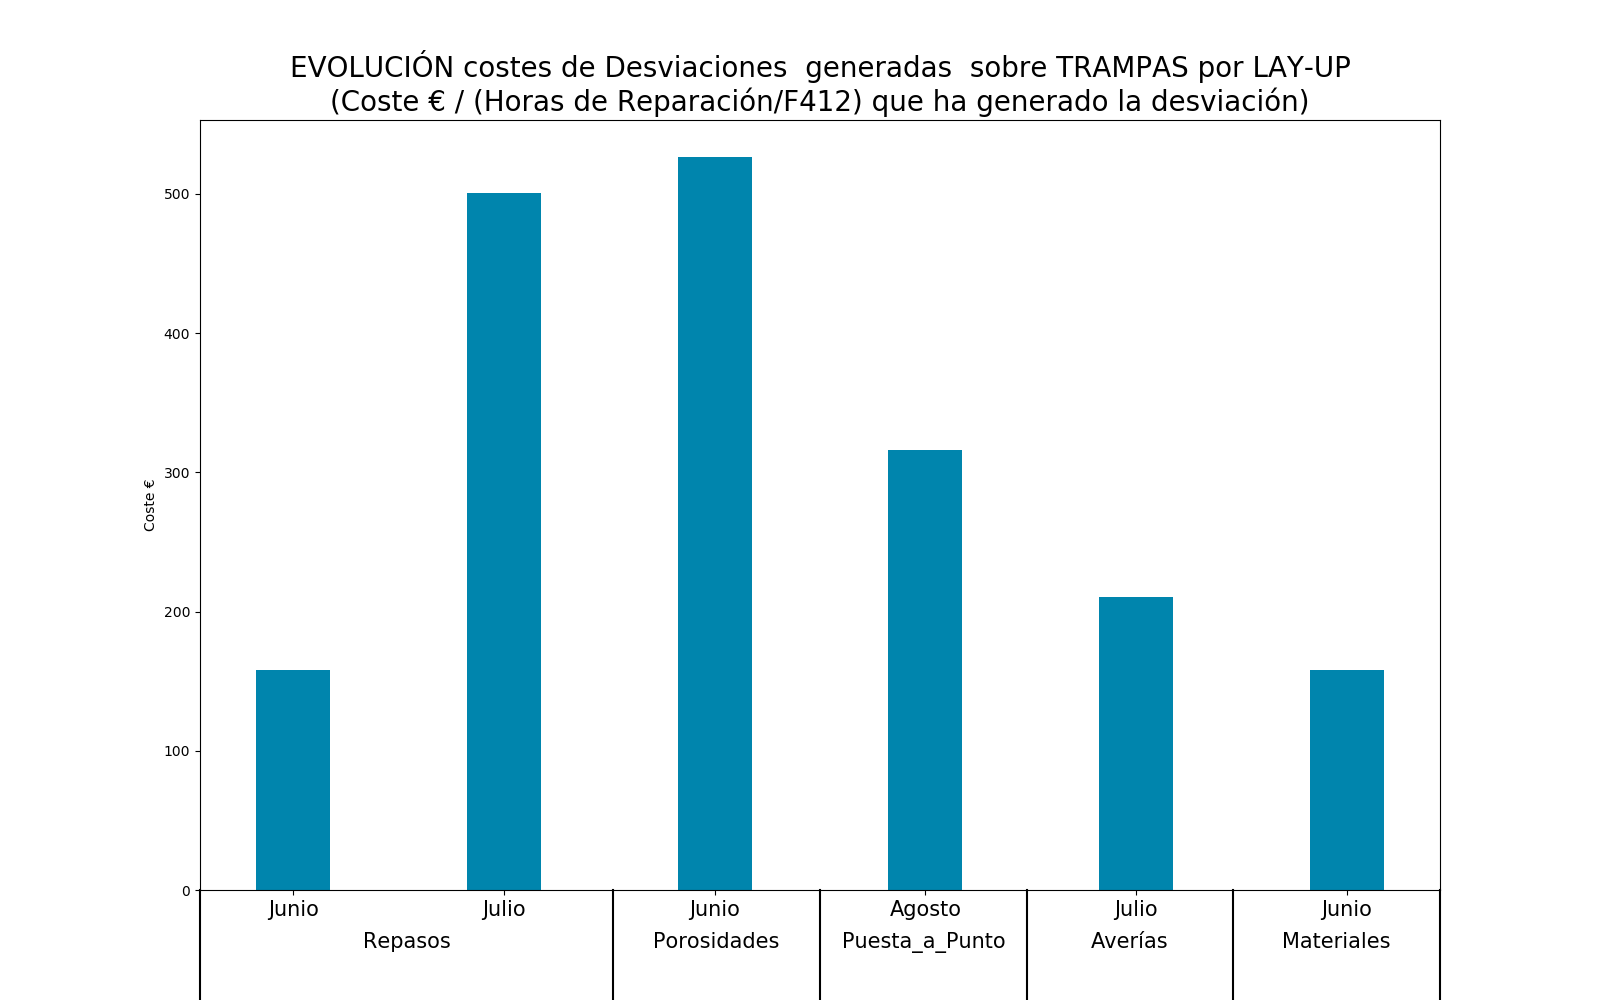 EVOLUCIÓN costes de Desviaciones  generadas  sobre TRAMPAS por LAY-UP
(Coste € / (Horas de Reparación/F412) que ha generado la desviación)
500
400
300
200
100
0
Coste €
Junio Julio Junio Agosto Julio Junio
Repasos Porosidades Puesta_a_Punto Averías Materiales